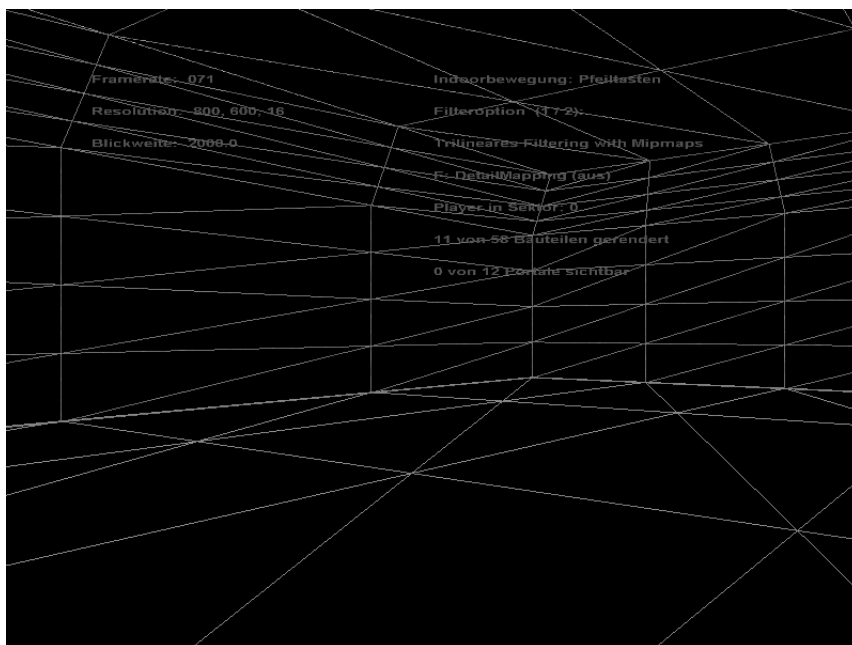 Framerate: 071
Resolution: 800, 600, 16
Blickweite: 2000.0
Indoorbewegung: Pfeiltasten
Filteroption (1 / 2):
Trilineares Filtering with Mipmaps
F: DetailMapping (aus)
Player in Sektor: 0
11 von 58 Bauteilen gerendert
0 von 12 Portale sichtbar